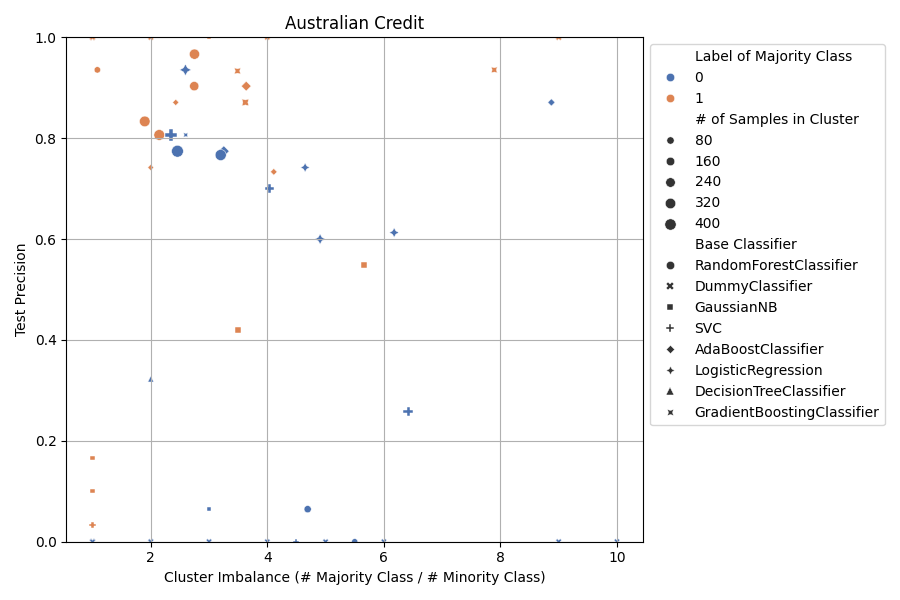 Australian Credit
1.0
0.8
0.6
0.4
0.2
0.0
Test Precision
2
4
6
8
10
Cluster Imbalance (# Majority Class / # Minority Class)
Label of Majority Class
0
1
# of Samples in Cluster
80
160
240
320
400
Base Classifier
RandomForestClassifier
DummyClassifier
GaussianNB
SVC
AdaBoostClassifier
LogisticRegression
DecisionTreeClassifier
GradientBoostingClassifier